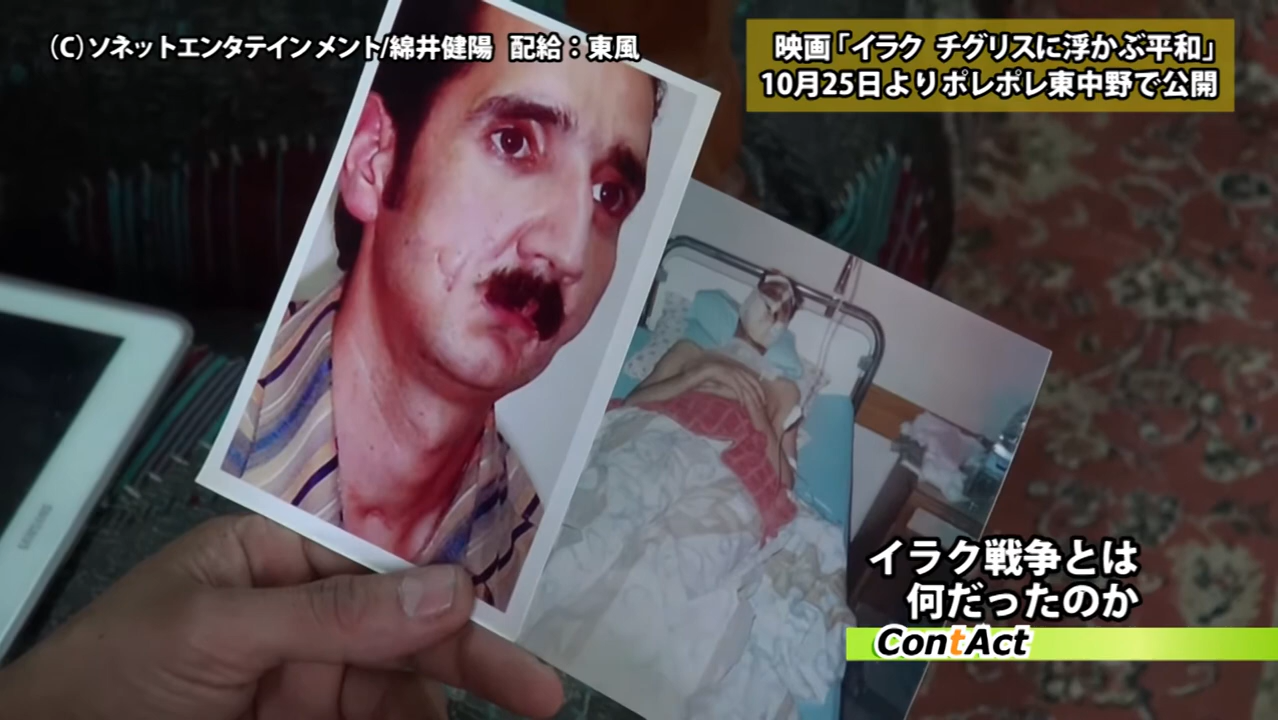 (C)ソネットエンタテインメント/綿井健陽 配給：東風
映画「イラク チグリスに浮かぶ平和」
10月25日よりポレポレ東中野で公開
SAMSUNG
イラク戦争とは
何だったのか
ContAct